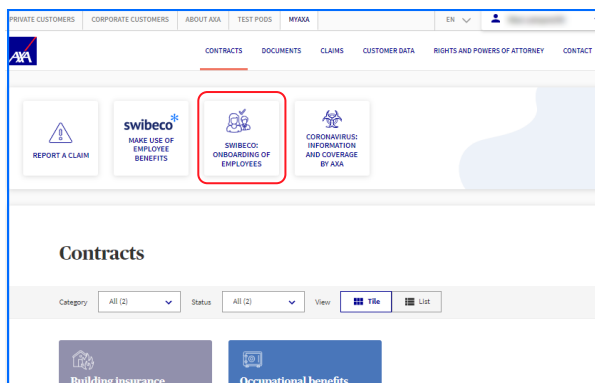 PRIVATE CUSTOMERS CORPORATE CUSTOMERS ABOUT AXA TEST PODS MYAXA EN
AXA CONTRACTS DOCUMENTS CLAIMS CUSTOMER DATA RIGHTS AND POWERS OF ATTORNEY CONTACT
REPORT A CLAIM
swibeco*
MAKE USE OF
EMPLOYEE
BENEFITS
SWIBECO:
ONBOARDING OF
EMPLOYEES
CORONAVIRUS:
INFORMATION
AND COVERAGE
BY AXA
Contracts
Category All (2) Status All (2) View Tile List
Building insurance
Occupational benefits